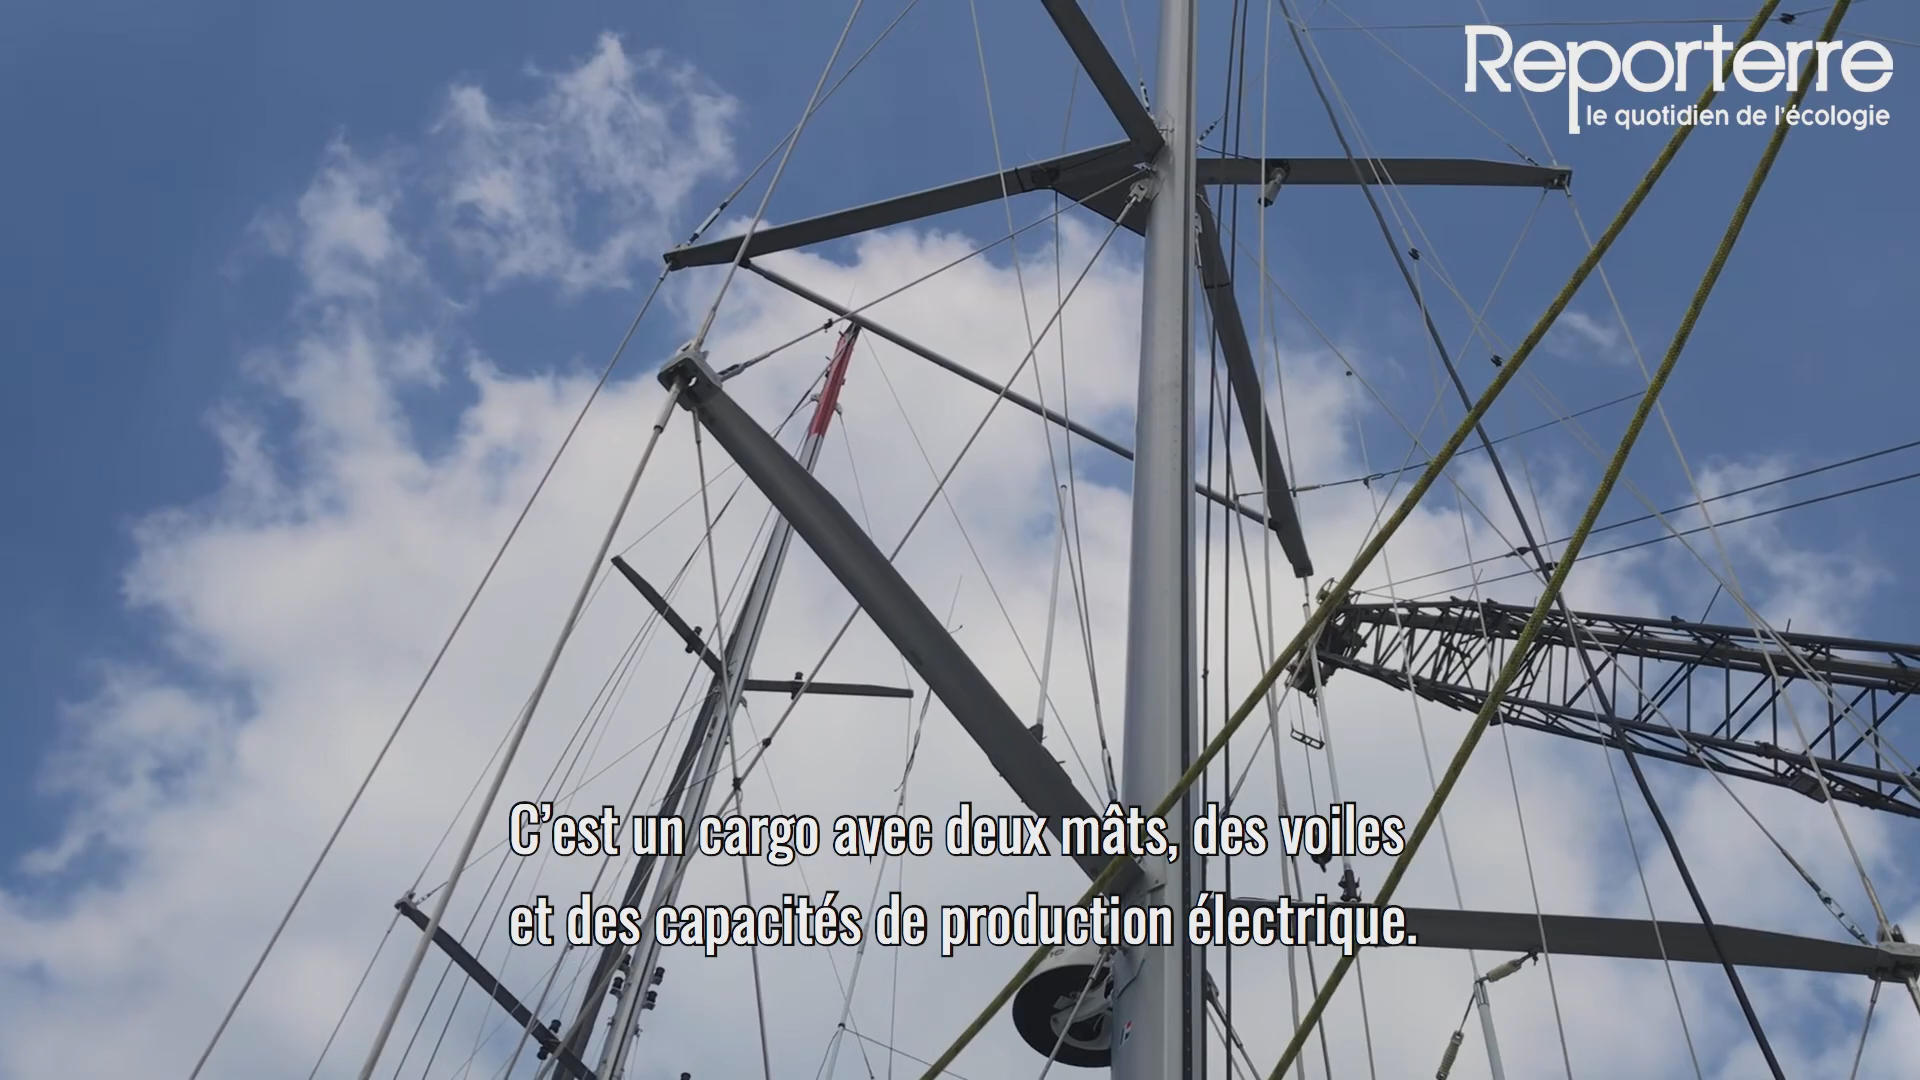 Reporterre
le quotidien de l'écologie
C'est un cargo avec deux mâts, des voiles
et des capacités de production électrique.